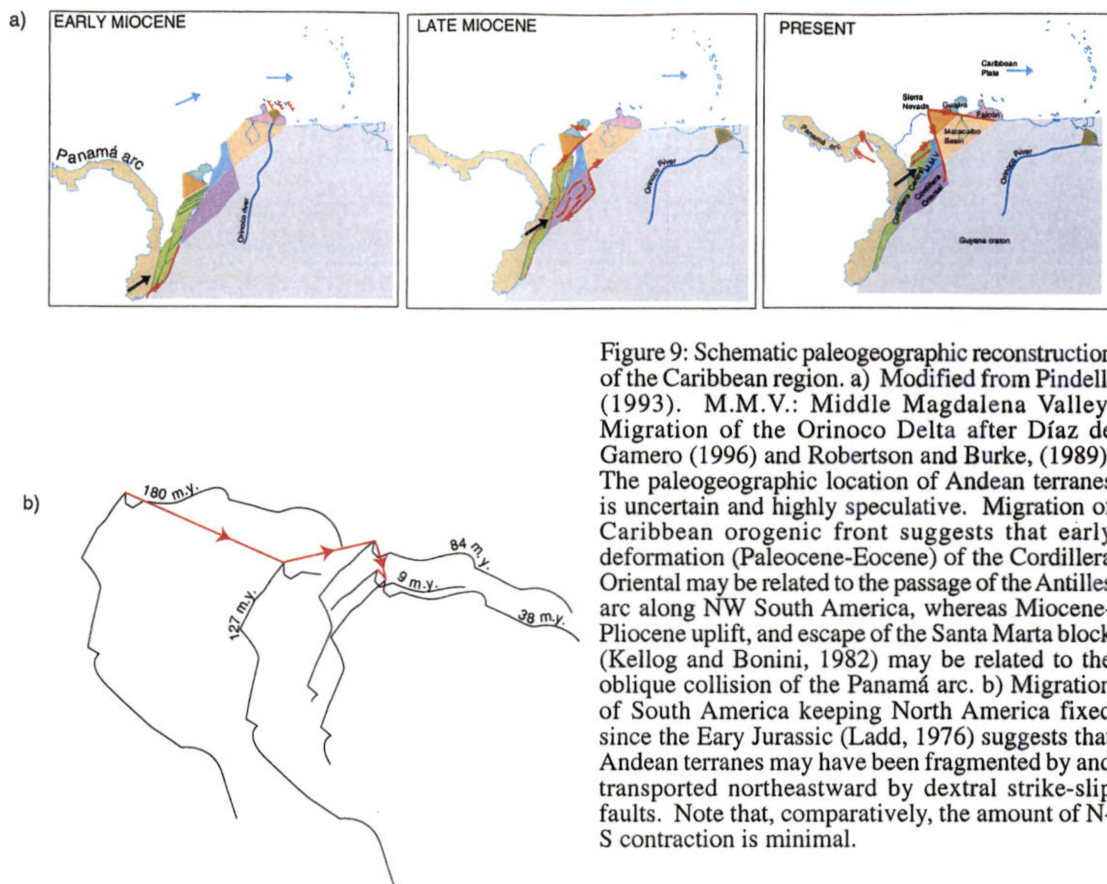 a)
EARLY MIOCENE
Panamá arc
Orinoco river
LATE MIOCENE
Orinoco River
PRESENT
Caribbean
Plate
Sierra
Nevada
Guajira
Falcón
Maracaibo
Basin
Panamá arc
M.M.V.
Cordillera Central
Cordillera
Oriental
Orinoco River
Guyana craton
Figure 9: Schematic paleogeographic reconstruction
of the Caribbean region. a) Modified from Pindell
(1993). M.M.V.: Middle Magdalena Valley
Migration of the Orinoco Delta after Díaz de
Gamero (1996) and Robertson and Burke, (1989)
The paleogeographic location of Andean terranes
is uncertain and highly speculative. Migration of
Caribbean orogenic front suggests that early
deformation (Paleocene-Eocene) of the Cordillera
Oriental may be related to the passage of the Antilles
arc along NW South America, whereas Miocene-
Pliocene uplift, and escape of the Santa Marta block
(Kellog and Bonini, 1982) may be related to the
oblique collision of the Panamá arc. b) Migration
of South America keeping North America fixed
since the Eary Jurassic (Ladd, 1976) suggests that
Andean terranes may have been fragmented by and
transported northeastward by dextral strike-slip
faults. Note that, comparatively, the amount of N-
S contraction is minimal.
b)
180 m.y.
84 m.y.
9 m.y.
127 m.y.
38 m.y.